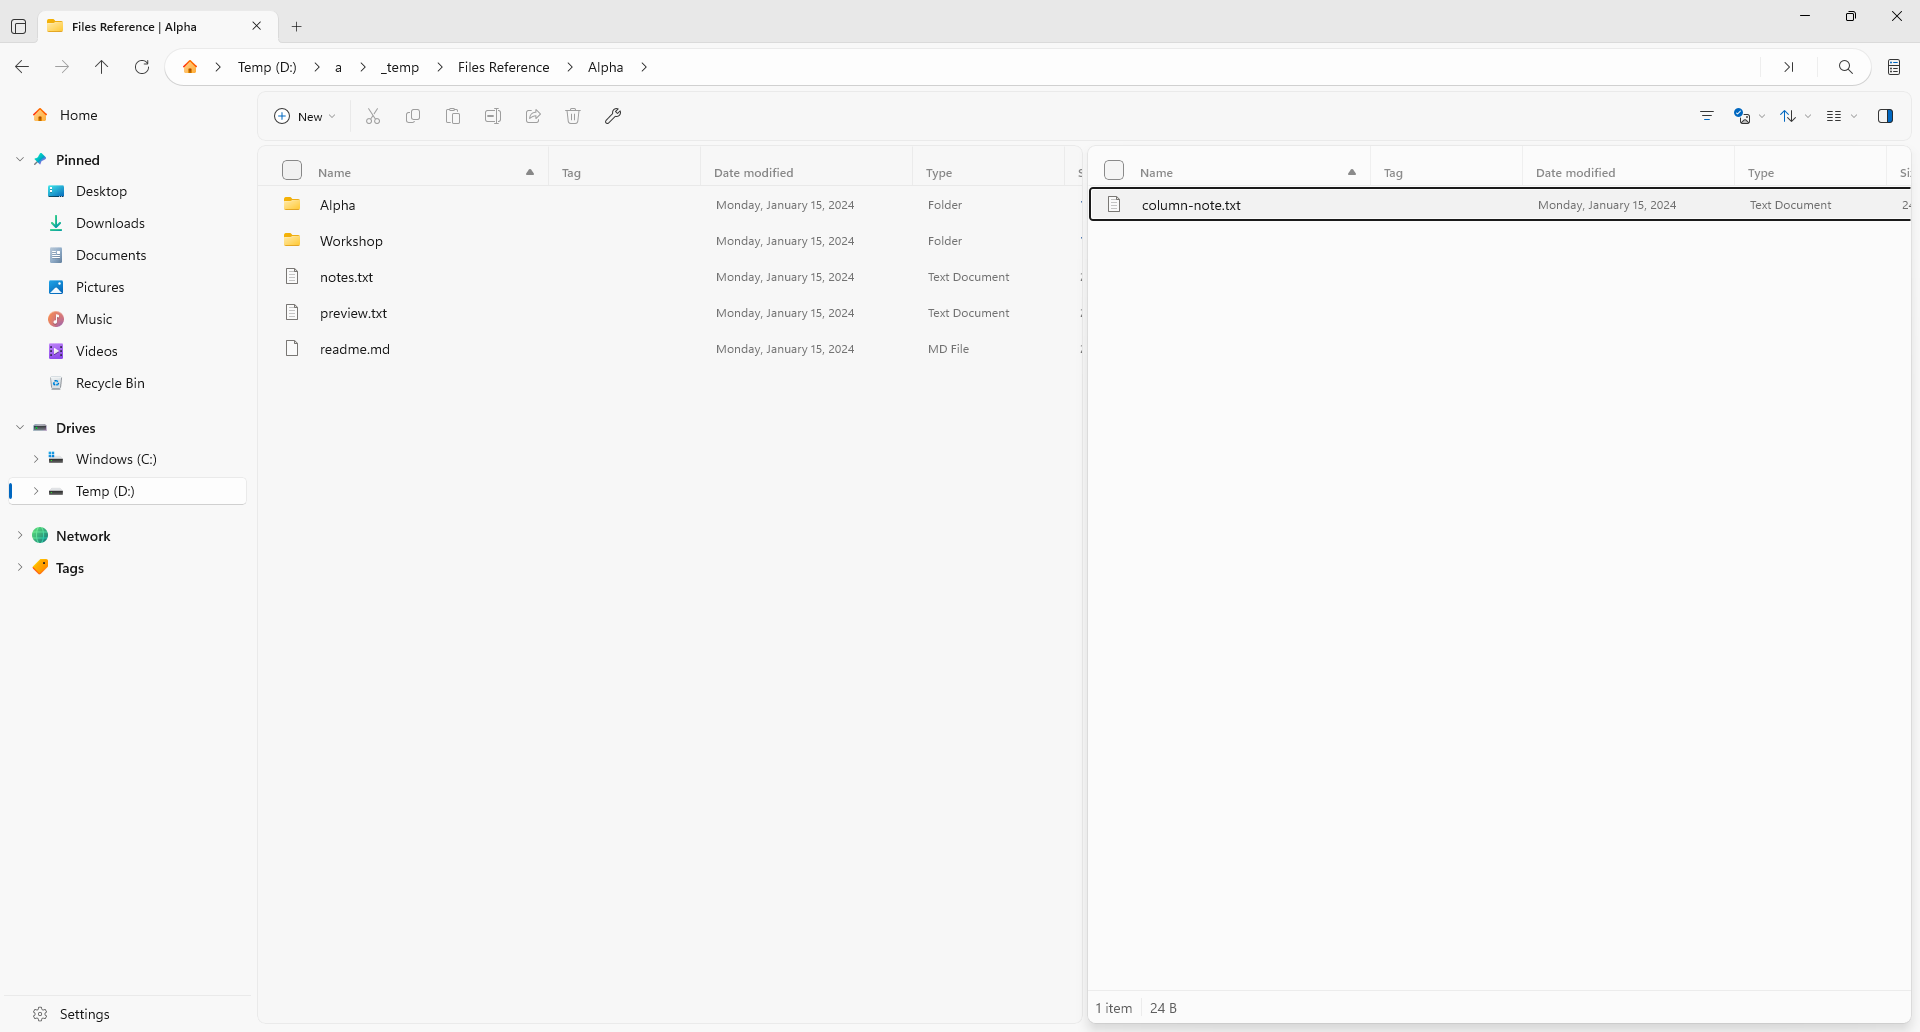 Files Reference | Alpha
Temp (D:) a _temp Files Reference Alpha
Home
Pinned
Desktop
Downloads
Documents
Pictures
Music
Videos
Recycle Bin
Drives
Windows (C:)
Temp (D:)
Network
Tags
Settings
New
Name Tag Date modified Type
Alpha Monday, January 15, 2024 Folder
Workshop Monday, January 15, 2024 Folder
notes.txt Monday, January 15, 2024 Text Document
preview.txt Monday, January 15, 2024 Text Document
readme.md Monday, January 15, 2024 MD File
Name Tag Date modified Type
column-note.txt Monday, January 15, 2024 Text Document
1 item 24 B